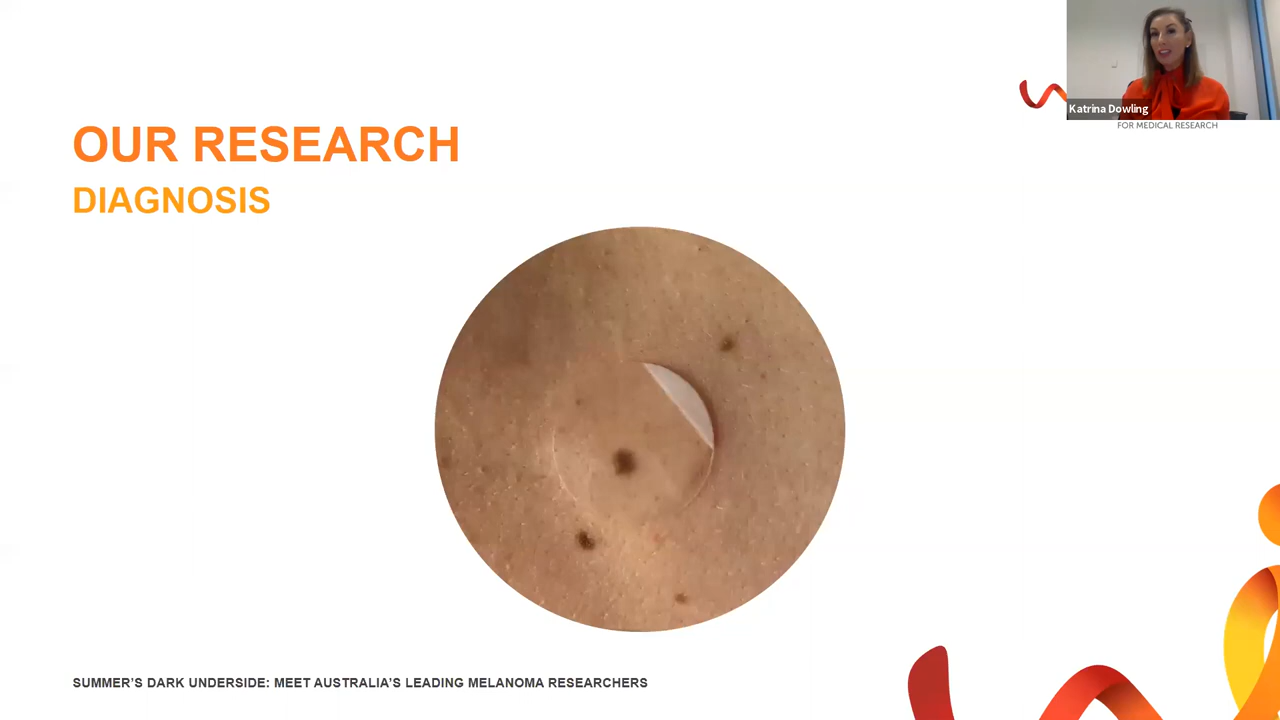 Katrina Dowling
FOR MEDICAL RESEARCH
OUR RESEARCH
DIAGNOSIS
SUMMER'S DARK UNDERSIDE: MEET AUSTRALIA'S LEADING MELANOMA RESEARCHERS